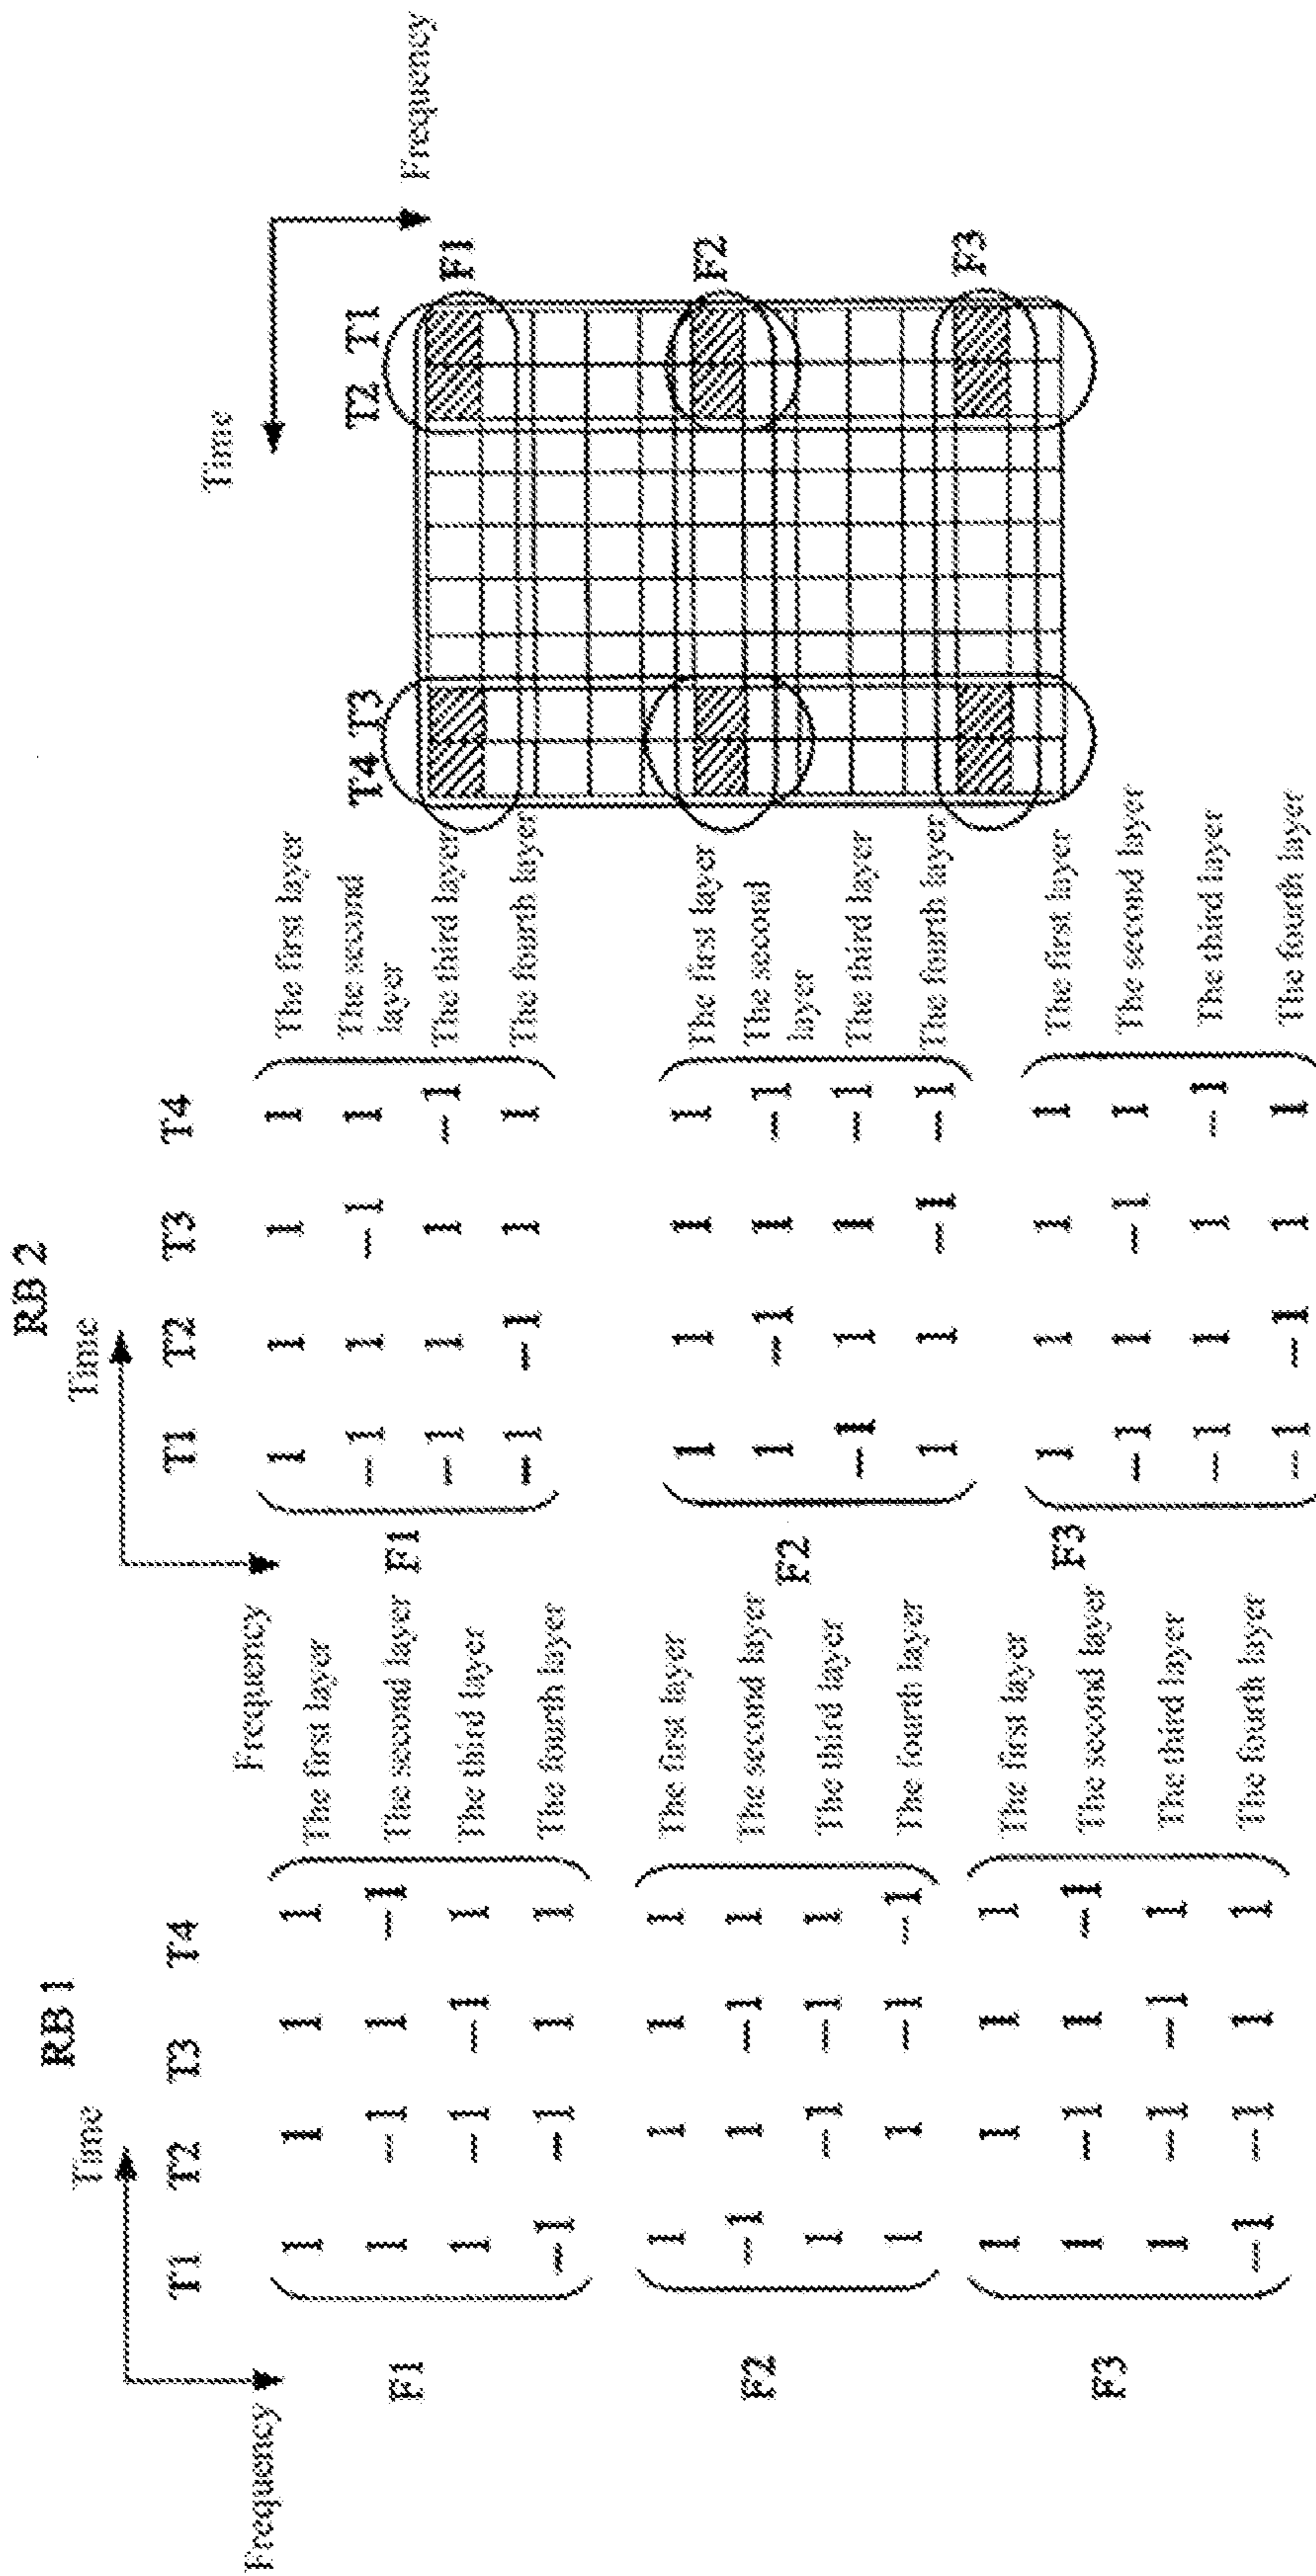 RB 1
Time
Frequency
T1 T2 T3 T4
F1
1 1 1 1 The first layer
1 --1 1 --1 The second layer
1 --1 --1 1 The third layer
--1 --1 1 1 The fourth layer
F2
1 1 1 1 The first layer
--1 1 --1 1 The second layer
1 --1 --1 1 The third layer
1 1 --1 --1 The fourth layer
F3
1 1 1 1 The first layer
1 --1 1 --1 The second layer
1 --1 --1 1 The third layer
--1 --1 1 1 The fourth layer
RB 2
Time
Frequency
T1 T2 T3 T4
F1
1 1 1 1 The first layer
--1 1 --1 1 The second
layer
--1 1 1 --1 The third layer
--1 --1 1 1 The fourth layer
F2
1 1 1 1 The first layer
1 --1 1 --1 The second
layer
--1 1 1 --1 The third layer
1 1 --1 --1 The fourth layer
F3
1 1 1 1 The first layer
--1 1 --1 1 The second layer
--1 1 1 --1 The third layer
--1 --1 1 1 The fourth layer
Time
Frequency
T4 T3 T2 T1
F1
F2
F3